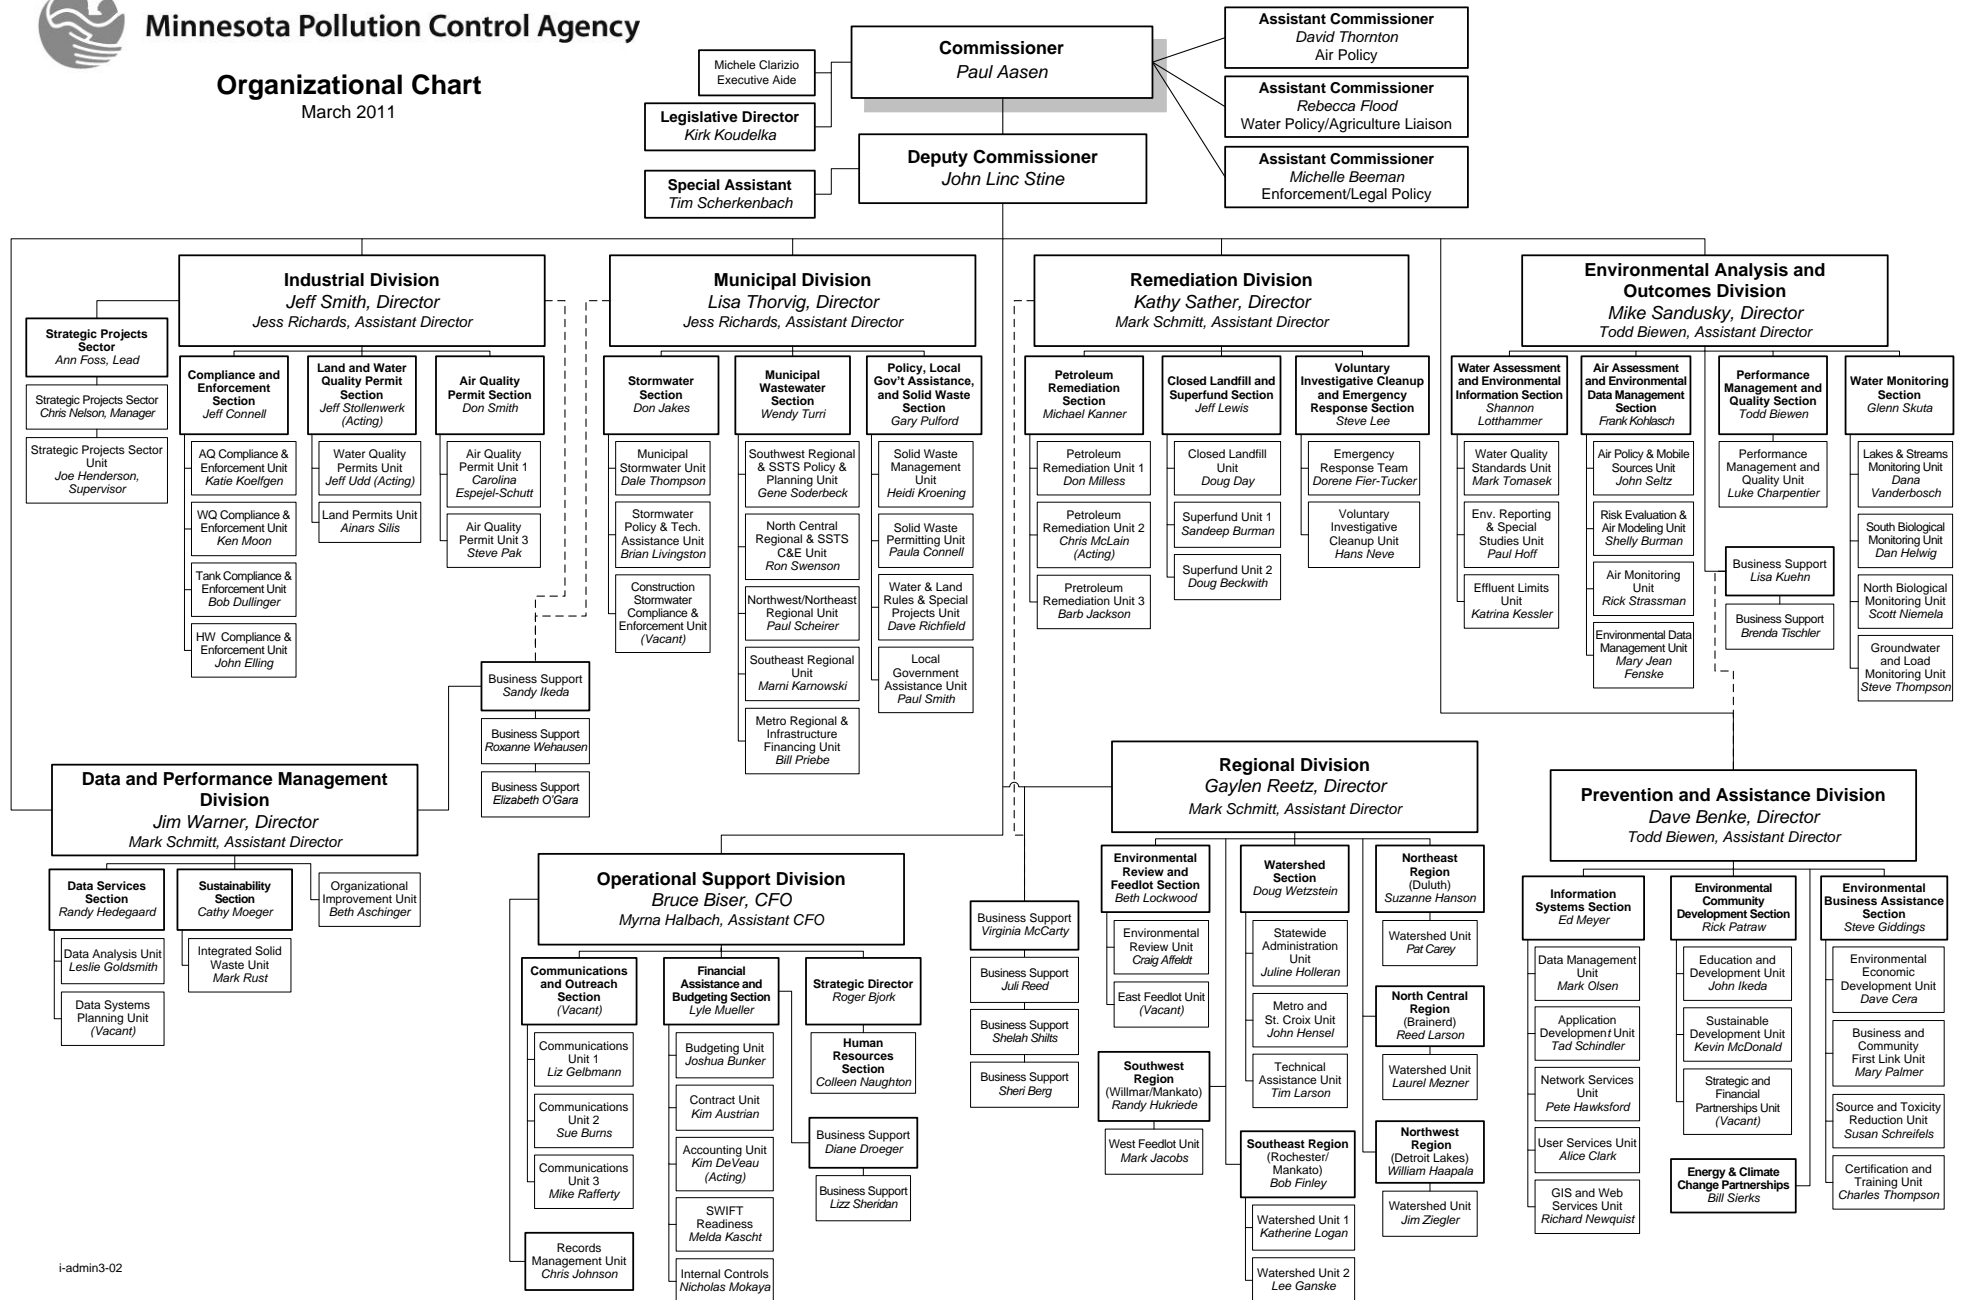 Minnesota Pollution Control Agency
Organizational Chart
March 2011
Commissioner
Paul Aasen
Michele Clarizio
Executive Aide
Legislative Director
Kirk Koudelka
Assistant Commissioner
David Thornton
Air Policy
Assistant Commissioner
Rebecca Flood
Water Policy/Agriculture Liaison
Assistant Commissioner
Michelle Beeman
Enforcement/Legal Policy
Deputy Commissioner
John Linc Stine
Special Assistant
Tim Scherkenbach
Industrial Division
Jeff Smith, Director
Jess Richards, Assistant Director
Strategic Projects
Sector
Ann Foss, Lead
Strategic Projects Sector
Chris Nelson, Manager
Strategic Projects Sector
Unit
Joe Henderson,
Supervisor
Compliance and
Enforcement
Section
Jeff Connell
AQ Compliance &
Enforcement Unit
Katie Koelfgen
WQ Compliance &
Enforcement Unit
Ken Moon
Tank Compliance &
Enforcement Unit
Bob Dullinger
HW Compliance &
Enforcement Unit
John Elling
Land and Water
Quality Permit
Section
Jeff Stollenwerk
(Acting)
Water Quality
Permits Unit
Jeff Udd (Acting)
Land Permits Unit
Ainars Silis
Air Quality
Permit Section
Don Smith
Air Quality
Permit Unit 1
Carolina
Espejel-Schutt
Air Quality
Permit Unit 3
Steve Pak
Municipal Division
Lisa Thorvig, Director
Jess Richards, Assistant Director
Stormwater
Section
Don Jakes
Municipal
Stormwater Unit
Dale Thompson
Stormwater
Policy & Tech.
Assistance Unit
Brian Livingston
Construction
Stormwater
Compliance &
Enforcement Unit
(Vacant)
Municipal
Wastewater
Section
Wendy Turri
Southwest Regional
& SSTS Policy &
Planning Unit
Gene Soderbeck
North Central
Regional & SSTS
C&E Unit
Ron Swenson
Northwest/Northeast
Regional Unit
Paul Scheirer
Southeast Regional
Unit
Marni Karnowski
Metro Regional &
Infrastructure
Financing Unit
Bill Priebe
Policy, Local
Gov't Assistance,
and Solid Waste
Section
Gary Pulford
Solid Waste
Management
Unit
Heidi Kroening
Solid Waste
Permitting Unit
Paula Connell
Water & Land
Rules & Special
Projects Unit
Dave Richfield
Local
Government
Assistance Unit
Paul Smith
Remediation Division
Kathy Sather, Director
Mark Schmitt, Assistant Director
Petroleum
Remediation
Section
Michael Kanner
Petroleum
Remediation Unit 1
Don Milless
Petroleum
Remediation Unit 2
Chris McLain
(Acting)
Pretroleum
Remediation Unit 3
Barb Jackson
Closed Landfill and
Superfund Section
Jeff Lewis
Closed Landfill
Unit
Doug Day
Superfund Unit 1
Sandeep Burman
Superfund Unit 2
Doug Beckwith
Voluntary
Investigative Cleanup
and Emergency
Response Section
Steve Lee
Emergency
Response Team
Dorene Fier-Tucker
Voluntary
Investigative
Cleanup Unit
Hans Neve
Environmental Analysis and
Outcomes Division
Mike Sandusky, Director
Todd Biewen, Assistant Director
Water Assessment
and Environmental
Information Section
Shannon
Lotthammer
Water Quality
Standards Unit
Mark Tomasek
Env. Reporting
& Special
Studies Unit
Paul Hoff
Effluent Limits
Unit
Katrina Kessler
Air Assessment
and Environmental
Data Management
Section
Frank Kohlasch
Air Policy & Mobile
Sources Unit
John Seltz
Risk Evaluation &
Air Modeling Unit
Shelly Burman
Air Monitoring
Unit
Rick Strassman
Environmental Data
Management Unit
Mary Jean
Fenske
Performance
Management and
Quality Section
Todd Biewen
Performance
Management and
Quality Unit
Luke Charpentier
Business Support
Lisa Kuehn
Business Support
Brenda Tischler
Water Monitoring
Section
Glenn Skuta
Lakes & Streams
Monitoring Unit
Dana
Vanderbosch
South Biological
Monitoring Unit
Dan Helwig
North Biological
Monitoring Unit
Scott Niemela
Groundwater
and Load
Monitoring Unit
Steve Thompson
Business Support
Sandy Ikeda
Business Support
Roxanne Wehausen
Business Support
Elizabeth O'Gara
Data and Performance Management
Division
Jim Warner, Director
Mark Schmitt, Assistant Director
Data Services
Section
Randy Hedegaard
Data Analysis Unit
Leslie Goldsmith
Data Systems
Planning Unit
(Vacant)
Sustainability
Section
Cathy Moeger
Integrated Solid
Waste Unit
Mark Rust
Organizational
Improvement Unit
Beth Aschinger
Operational Support Division
Bruce Biser, CFO
Myrna Halbach, Assistant CFO
Communications
and Outreach
Section
(Vacant)
Communications
Unit 1
Liz Gelbmann
Communications
Unit 2
Sue Burns
Communications
Unit 3
Mike Rafferty
Records
Management Unit
Chris Johnson
Financial
Assistance and
Budgeting Section
Lyle Mueller
Budgeting Unit
Joshua Bunker
Contract Unit
Kim Austrian
Accounting Unit
Kim DeVeau
(Acting)
SWIFT
Readiness
Melda Kascht
Internal Controls
Nicholas Mokaya
Strategic Director
Roger Bjork
Human
Resources
Section
Colleen Naughton
Business Support
Diane Droeger
Business Support
Lizz Sheridan
Business Support
Virginia McCarty
Business Support
Juli Reed
Business Support
Shelah Shilts
Business Support
Sheri Berg
Regional Division
Gaylen Reetz, Director
Mark Schmitt, Assistant Director
Environmental
Review and
Feedlot Section
Beth Lockwood
Environmental
Review Unit
Craig Affeldt
East Feedlot Unit
(Vacant)
Southwest
Region
(Willmar/Mankato)
Randy Hukriede
West Feedlot Unit
Mark Jacobs
Watershed
Section
Doug Wetzstein
Statewide
Administration
Unit
Juline Holleran
Metro and
St. Croix Unit
John Hensel
Technical
Assistance Unit
Tim Larson
Southeast Region
(Rochester/
Mankato)
Bob Finley
Watershed Unit 1
Katherine Logan
Watershed Unit 2
Lee Ganske
Northeast
Region
(Duluth)
Suzanne Hanson
Watershed Unit
Pat Carey
North Central
Region
(Brainerd)
Reed Larson
Watershed Unit
Laurel Mezner
Northwest
Region
(Detroit Lakes)
William Haapala
Watershed Unit
Jim Ziegler
Prevention and Assistance Division
Dave Benke, Director
Todd Biewen, Assistant Director
Information
Systems Section
Ed Meyer
Data Management
Unit
Mark Olsen
Application
Development Unit
Tad Schindler
Network Services
Unit
Pete Hawksford
User Services Unit
Alice Clark
GIS and Web
Services Unit
Richard Newquist
Environmental
Community
Development Section
Rick Patraw
Education and
Development Unit
John Ikeda
Sustainable
Development Unit
Kevin McDonald
Strategic and
Financial
Partnerships Unit
(Vacant)
Energy & Climate
Change Partnerships
Bill Sierks
Environmental
Business Assistance
Section
Steve Giddings
Environmental
Economic
Development Unit
Dave Cera
Business and
Community
First Link Unit
Mary Palmer
Source and Toxicity
Reduction Unit
Susan Schreifels
Certification and
Training Unit
Charles Thompson
i-admin3-02